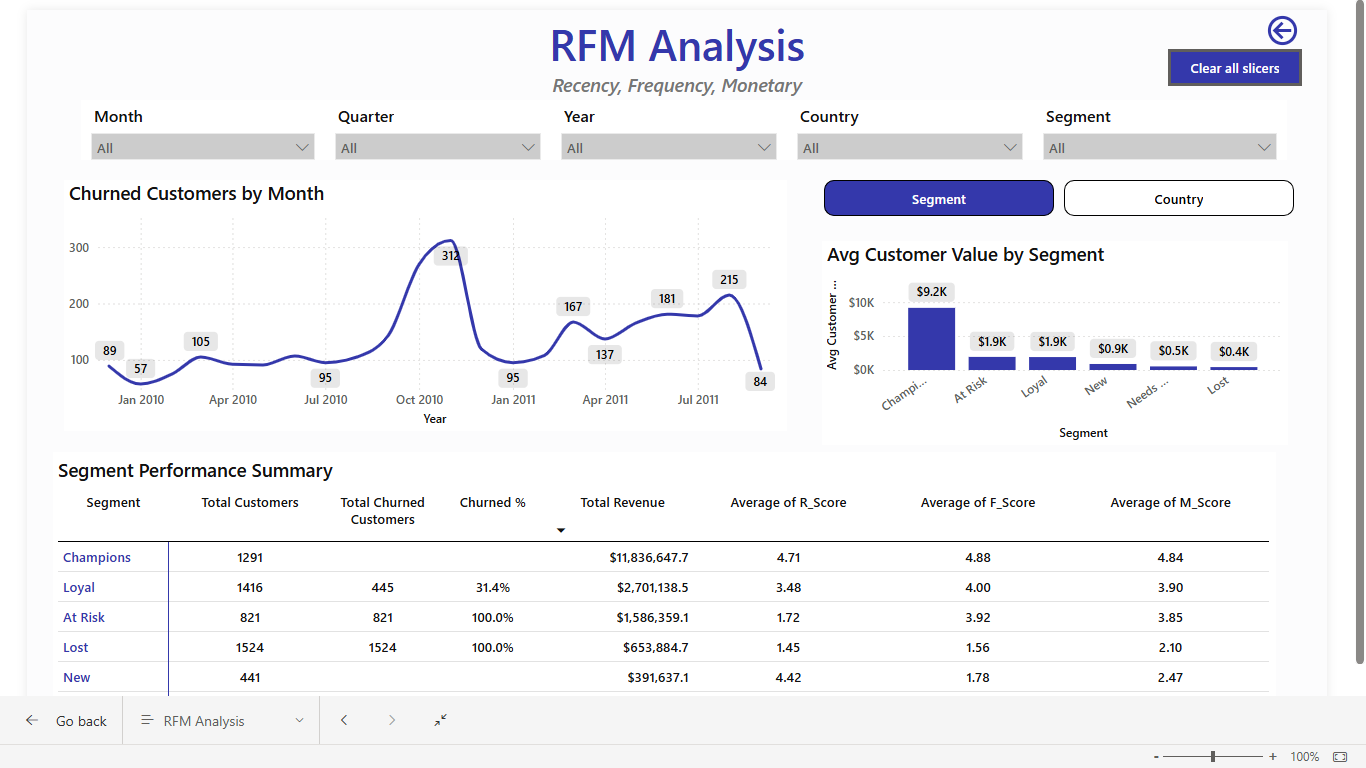 RFM Analysis
Recency, Frequency, Monetary
Clear all slicers
Month
Quarter
Year
Country
Segment
All
All
All
All
All
Churned Customers by Month
Segment
Country
300
200
100
89
57
105
95
312
95
167
137
181
215
84
Jan 2010
Apr 2010
Jul 2010
Oct 2010
Jan 2011
Apr 2011
Jul 2011
Year
Avg Customer Value by Segment
Avg Customer ...
$10K
$5K
$0K
$9.2K
$1.9K
$1.9K
$0.9K
$0.5K
$0.4K
Champi...
At Risk
Loyal
New
Needs ...
Lost
Segment
Segment Performance Summary
Segment Total Customers Total Churned Customers Churned % Total Revenue Average of R_Score Average of F_Score Average of M_Score
Champions 1291 $11,836,647.7 4.71 4.88 4.84
Loyal 1416 445 31.4% $2,701,138.5 3.48 4.00 3.90
At Risk 821 821 100.0% $1,586,359.1 1.72 3.92 3.85
Lost 1524 1524 100.0% $653,884.7 1.45 1.56 2.10
New 441 $391,637.1 4.42 1.78 2.47
Go back
RFM Analysis
- + 100%